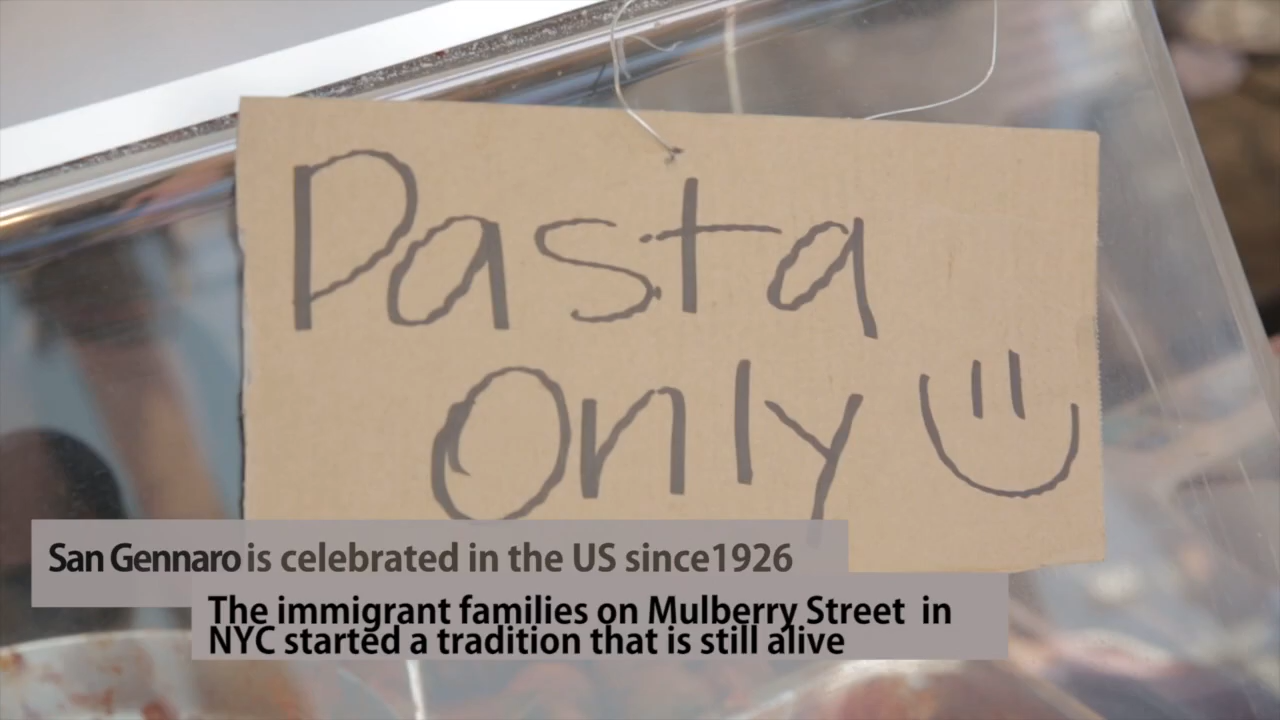 Pasta
Only
San Gennaro is celebrated in the US since1926
The immigrant families on Mulberry Street in
NYC started a tradition that is still alive